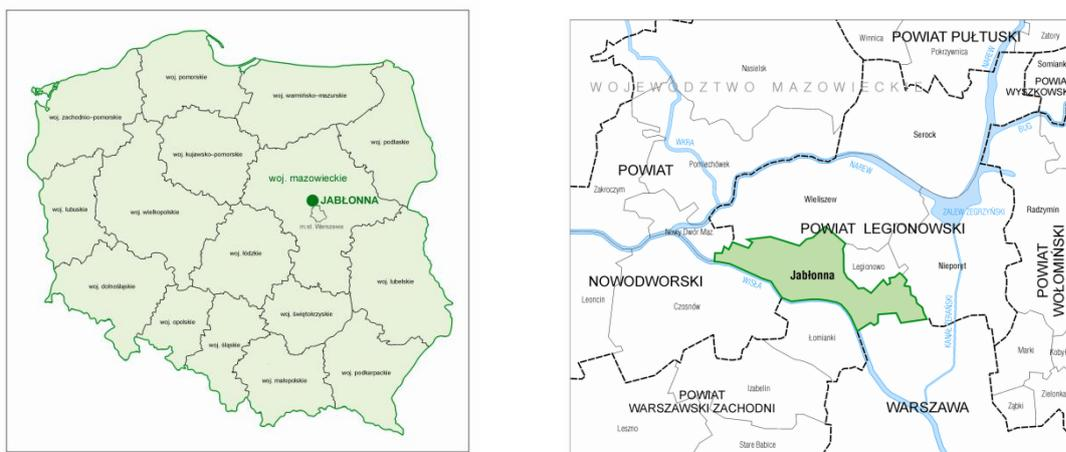 woj. pomorskie
woj. warmińsko-mazurskie
woj. zachodnio-pomorskie
woj. podlaskie
woj. kujawsko-pomorskie
woj. mazowieckie
JABŁONNA
m.st. Warszawa
woj. lubuskie
woj. wielkopolskie
woj. łódzkie
woj. lubelskie
woj. dolnośląskie
woj. opolskie
woj. świętokrzyskie
woj. śląskie
woj. małopolskie
woj. podkarpackie
Winnica
POWIAT PUŁTUSKI
Zatory
Pokrzywnica
NAREW
Nasielsk
Somiank
WOJEWÓDZTWO MAZOWIECKIE
POWIA
WYSZKOWSK
Serock
BUG
WKRA
POWIAT
Pomiechówek
NAREW
Zakroczym
Wieliszew
ZALEW ZEGRZYŃSKI
Radzymin
Nowy Dwór Maz.
POWIAT LEGIONOWSKI
Legionowo
Nieporęt
Jabłonna
NOWODWORSKI
WISŁA
POWIAT
WOŁOMIŃSKI
Leoncin
Czosnów
KANAŁ ŻERAŃSKI
Łomianki
Marki
Kobył
Izabelin
POWIAT
WARSZAWSKI ZACHODNI
WARSZAWA
Ząbki
Zielonka
Leszno
Stare Babice